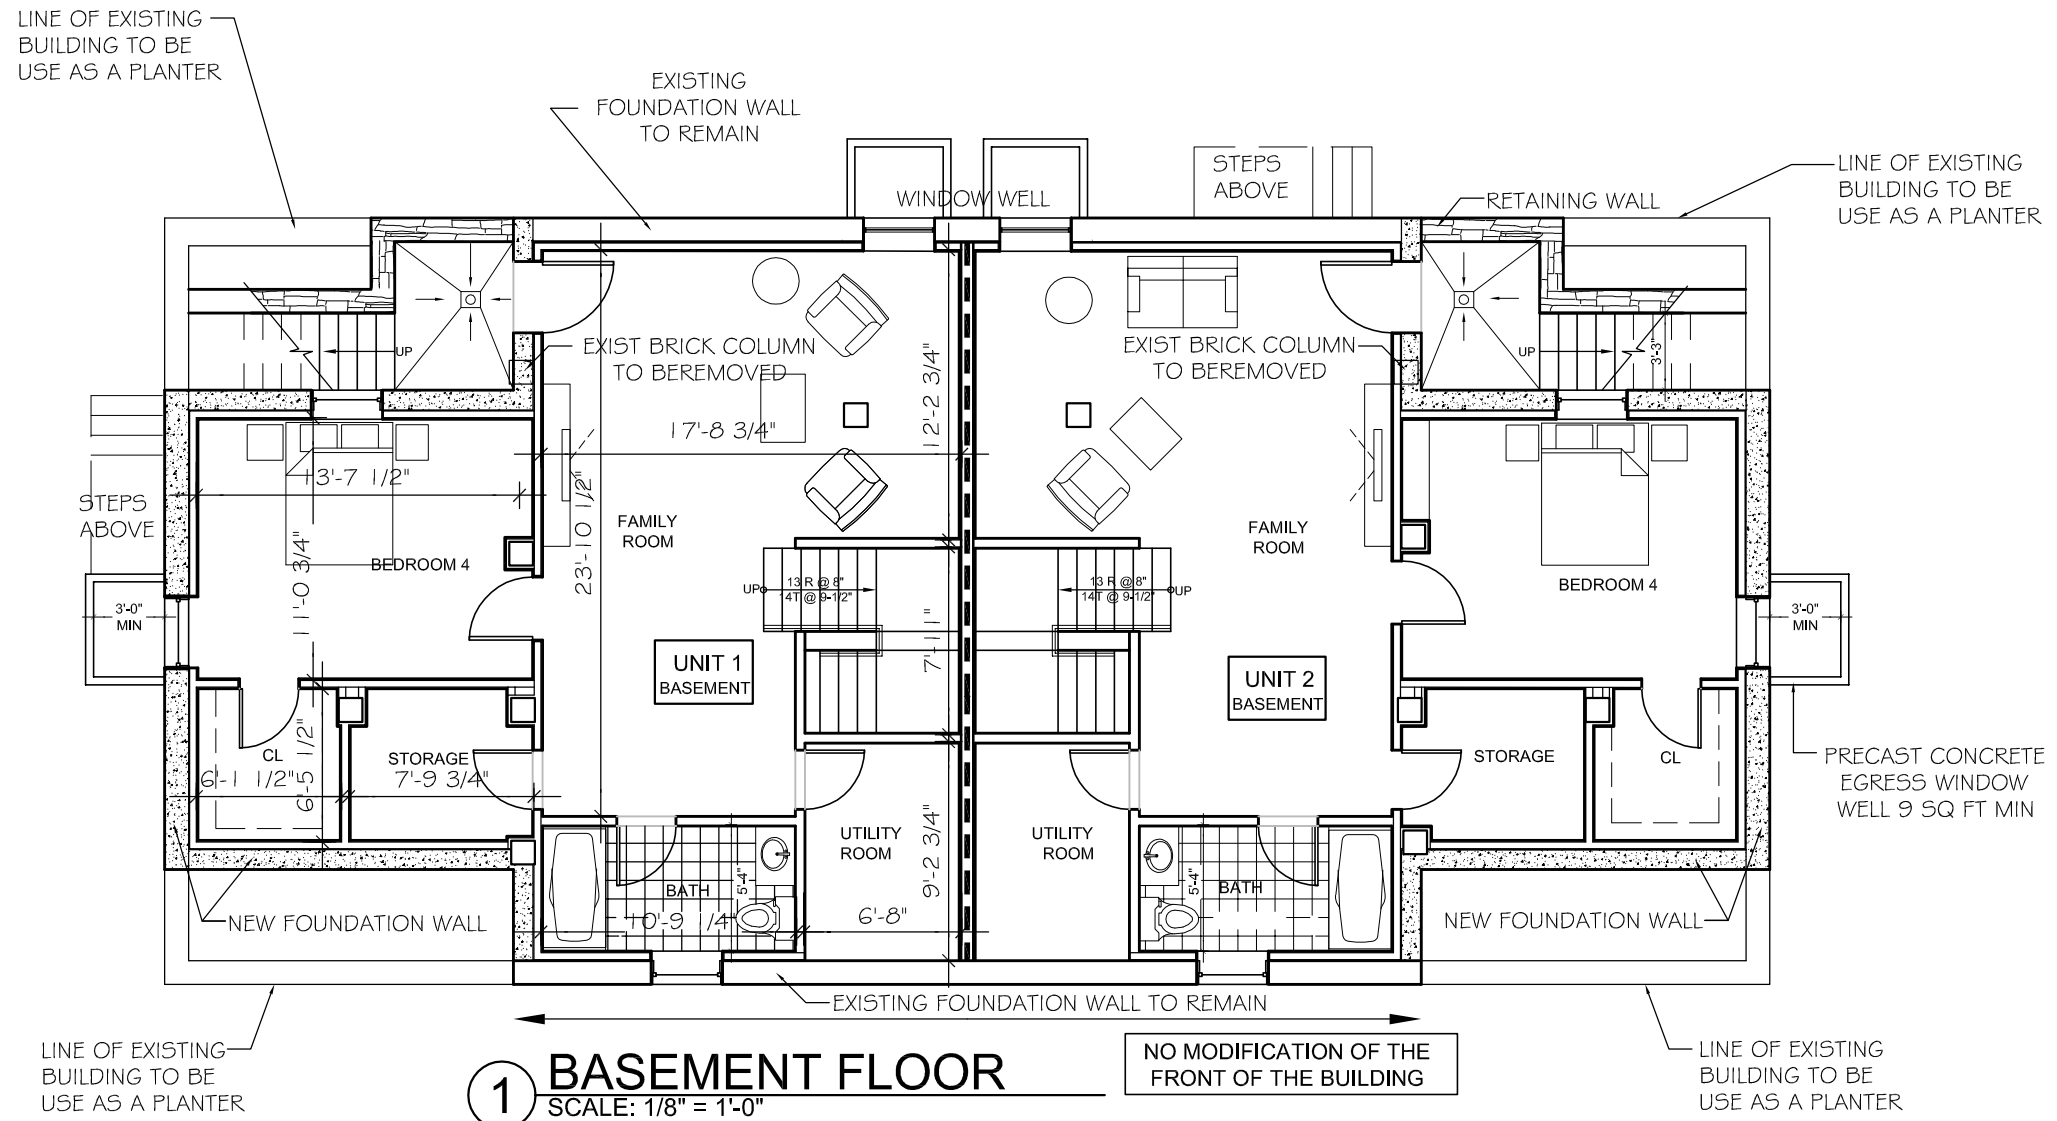 LINE OF EXISTING
BUILDING TO BE
USE AS A PLANTER
EXISTING
FOUNDATION WALL
TO REMAIN
WINDOW WELL
STEPS
ABOVE
RETAINING WALL
LINE OF EXISTING
BUILDING TO BE
USE AS A PLANTER
UP
EXIST BRICK COLUMN
TO BEREMOVED
EXIST BRICK COLUMN
TO BEREMOVED
UP
3'-3"
17'-8 3/4"
12'-2 3/4"
13'-7 1/2"
23'-10 1/2"
STEPS
ABOVE
FAMILY
ROOM
FAMILY
ROOM
BEDROOM 4
11'-0 3/4"
BEDROOM 4
UP
13 R @ 8"
14T @ 9-1/2"
13 R @ 8"
14T @ 9-1/2"
UP
3'-0"
MIN
3'-0"
MIN
7'-11"
UNIT 1
BASEMENT
UNIT 2
BASEMENT
CL
6'-1 1/2"
6'-5 1/2"
STORAGE
7'-9 3/4"
STORAGE
CL
PRECAST CONCRETE
EGRESS WINDOW
WELL 9 SQ FT MIN
UTILITY
ROOM
UTILITY
ROOM
9'-2 3/4"
BATH
5'-4"
10'-9 1/4"
6'-8"
5'-4"
BATH
NEW FOUNDATION WALL
NEW FOUNDATION WALL
EXISTING FOUNDATION WALL TO REMAIN
LINE OF EXISTING
BUILDING TO BE
USE AS A PLANTER
1
BASEMENT FLOOR
SCALE: 1/8" = 1'-0"
NO MODIFICATION OF THE
FRONT OF THE BUILDING
LINE OF EXISTING
BUILDING TO BE
USE AS A PLANTER